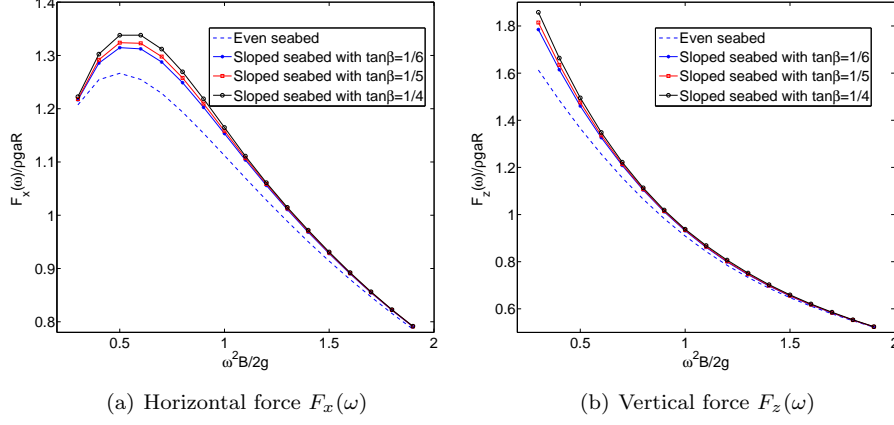 1.4
1.3
1.2
1.1
1
0.9
0.8
F_x(ω)/ρgaR
Even seabed
Sloped seabed with tanβ=1/6
Sloped seabed with tanβ=1/5
Sloped seabed with tanβ=1/4
0.5 1 1.5 2
ω²B/2g
(a) Horizontal force F_x(ω)
1.8
1.6
1.4
1.2
1
0.8
0.6
F_z(ω)/ρgaR
Even seabed
Sloped seabed with tanβ=1/6
Sloped seabed with tanβ=1/5
Sloped seabed with tanβ=1/4
0.5 1 1.5 2
ω²B/2g
(b) Vertical force F_z(ω)